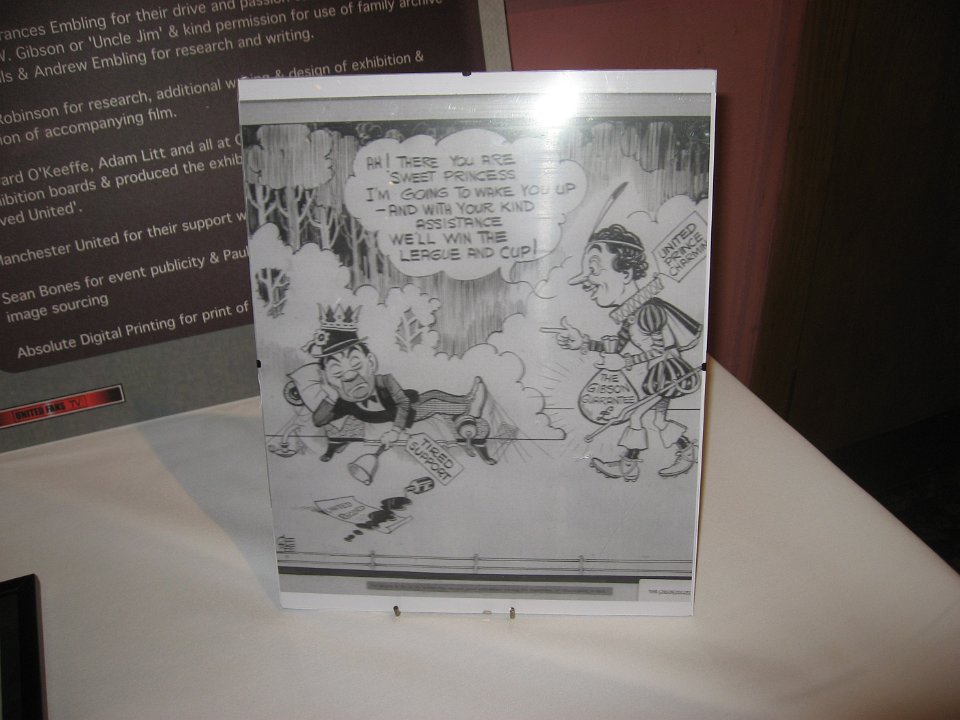 rances Embling for their drive and passion
W. Gibson or 'Uncle Jim' & kind permission for use of family archive
ls & Andrew Embling for research and writing.
Robinson for research, additional & design of exhibition &
ion of accompanying film.
ard O'Keeffe, Adam Litt and all at
ibition boards & produced the exhib
ved United'.
Manchester United for their support w
Sean Bones for event publicity & Paul
image sourcing
Absolute Digital Printing for print of
UNITED FANS TV
AH! THERE YOU ARE
'SWEET PRINCESS
I'M GOING TO WAKE YOU UP
—AND WITH YOUR KIND
ASSISTANCE
WE'LL WIN THE
LEAGUE AND CUP!
UNITED
PRINCE
CHARMIN
THE
GIBSON
GUARANTEE
£
TIRED
SUPPORT
UNITED